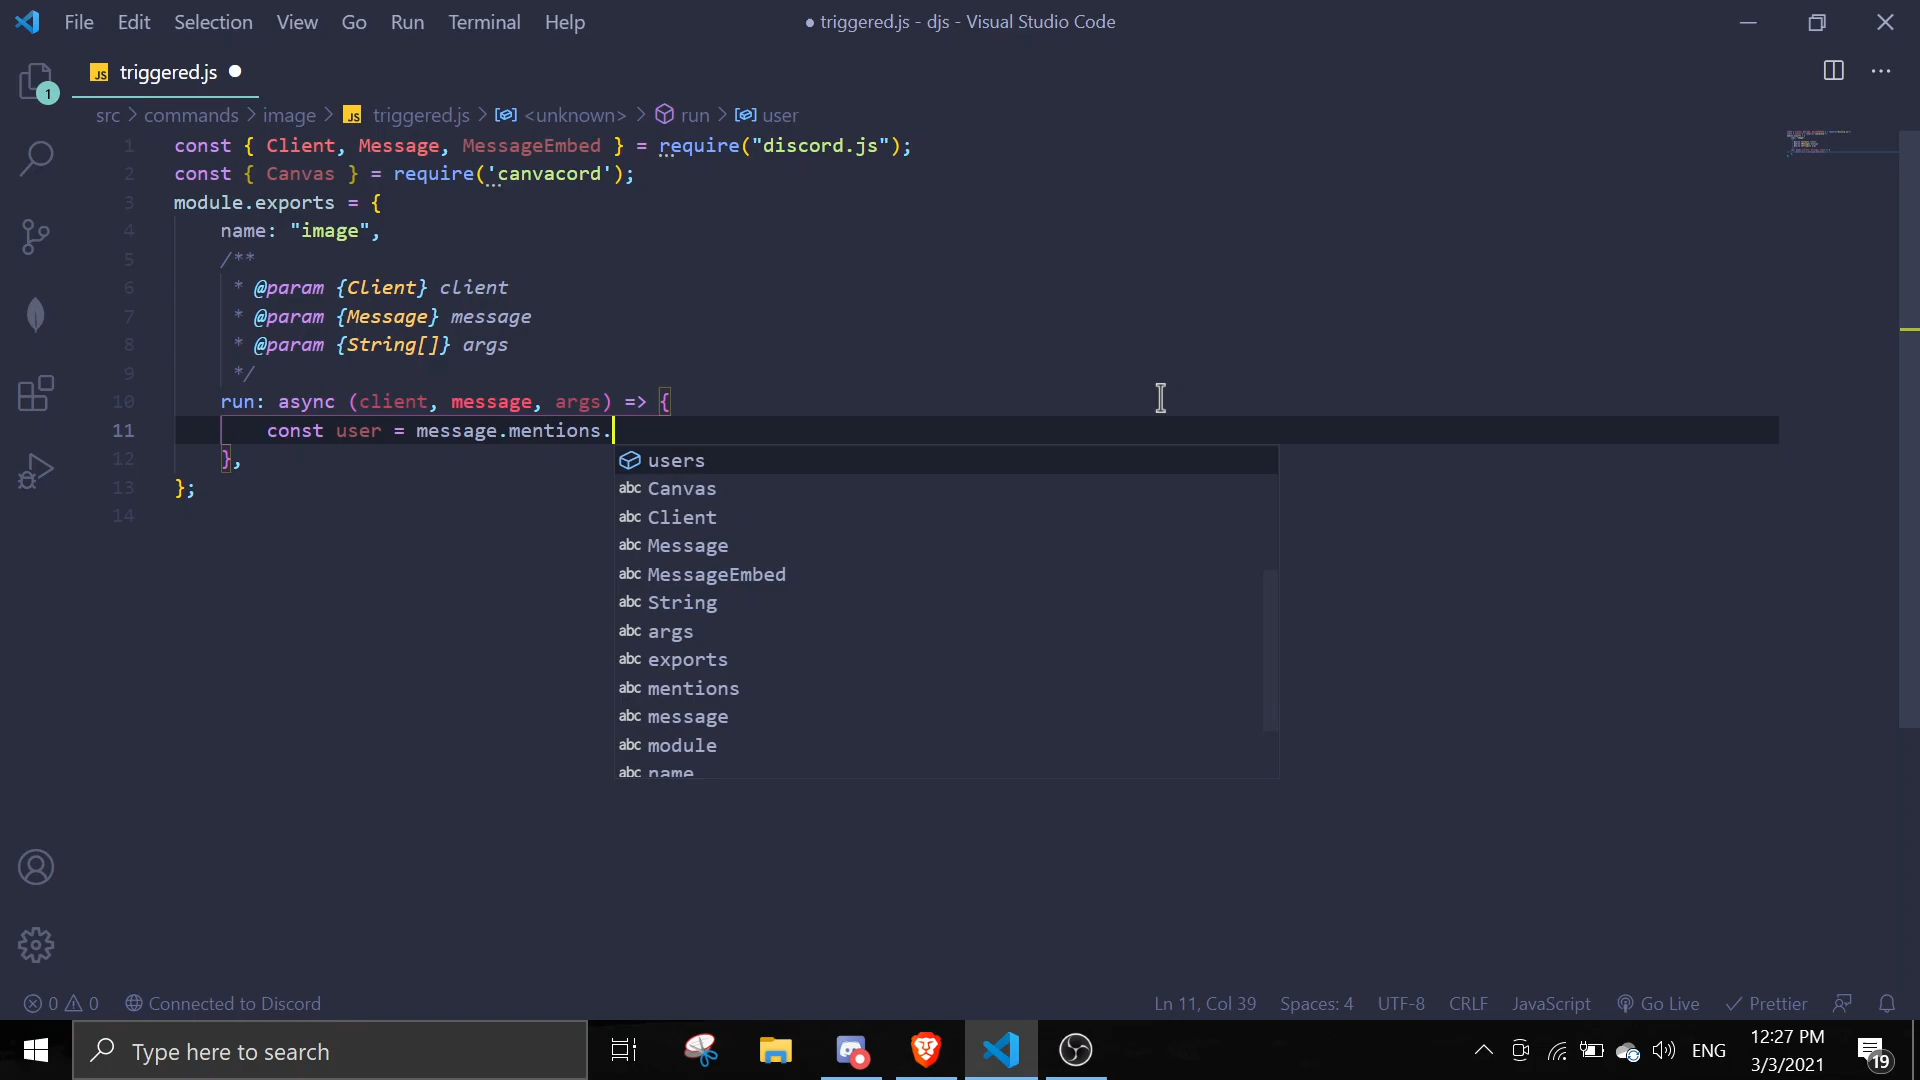 File Edit Selection View Go Run Terminal Help
● triggered.js - djs - Visual Studio Code
1
JS triggered.js
src > commands > image > JS triggered.js > <unknown> > run > user
1 const { Client, Message, MessageEmbed } = require("discord.js");
2 const { Canvas } = require('canvacord');
3 module.exports = {
4 name: "image",
5 /**
6 * @param {Client} client
7 * @param {Message} message
8 * @param {String[]} args
9 */
10 run: async (client, message, args) => {
11 const user = message.mentions.
12 },
13 };
14
users
abc Canvas
abc Client
abc Message
abc MessageEmbed
abc String
abc args
abc exports
abc mentions
abc message
abc module
abc name
0 0 Connected to Discord
Ln 11, Col 39 Spaces: 4 UTF-8 CRLF JavaScript Go Live Prettier
Type here to search
ENG
12:27 PM
3/3/2021
19